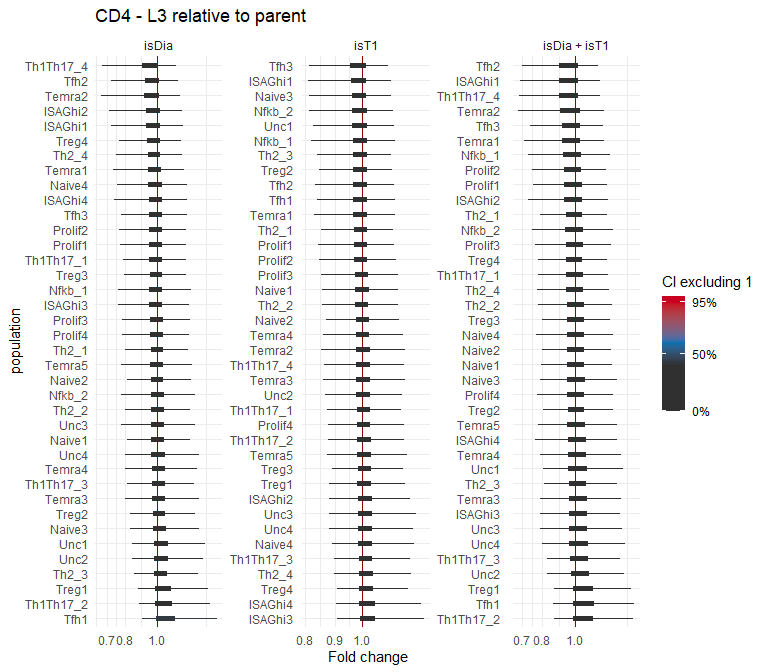 CD4 - L3 relative to parent
isDia
Th1Th17_4
Tfh2
Temra2
ISAGhi2
ISAGhi1
Treg4
Th2_4
Temra1
Naive4
ISAGhi4
Tfh3
Prolif2
Prolif1
Th1Th17_1
Treg3
Nfkb_1
ISAGhi3
Prolif3
Prolif4
Th2_1
Temra5
Naive2
Nfkb_2
Th2_2
Unc3
Naive1
Unc4
Temra4
Th1Th17_3
Temra3
Treg2
Naive3
Unc1
Unc2
Th2_3
Treg1
Th1Th17_2
Tfh1
0.7 0.8 1.0
isT1
Tfh3
ISAGhi1
Naive3
Nfkb_2
Unc1
Nfkb_1
Th2_3
Treg2
Tfh2
Tfh1
Temra1
Th2_1
Prolif1
Prolif2
Prolif3
Naive1
Th2_2
Naive2
Temra4
Temra2
Th1Th17_4
Temra3
Unc2
Th1Th17_1
Prolif4
Th1Th17_2
Temra5
Treg3
Treg1
ISAGhi2
Unc3
Unc4
Naive4
Th1Th17_3
Th2_4
Treg4
ISAGhi4
ISAGhi3
0.8 0.9 1.0
isDia + isT1
Tfh2
ISAGhi1
Th1Th17_4
Temra2
Tfh3
Temra1
Nfkb_1
Prolif2
Prolif1
ISAGhi2
Th2_1
Nfkb_2
Prolif3
Treg4
Th1Th17_1
Th2_4
Th2_2
Treg3
Naive4
Naive2
Naive1
Naive3
Prolif4
Treg2
Temra5
ISAGhi4
Temra4
Unc1
Th2_3
Temra3
ISAGhi3
Unc3
Unc4
Th1Th17_3
Unc2
Treg1
Tfh1
Th1Th17_2
0.7 0.8 1.0
population
Fold change
CI excluding 1
95%
50%
0%